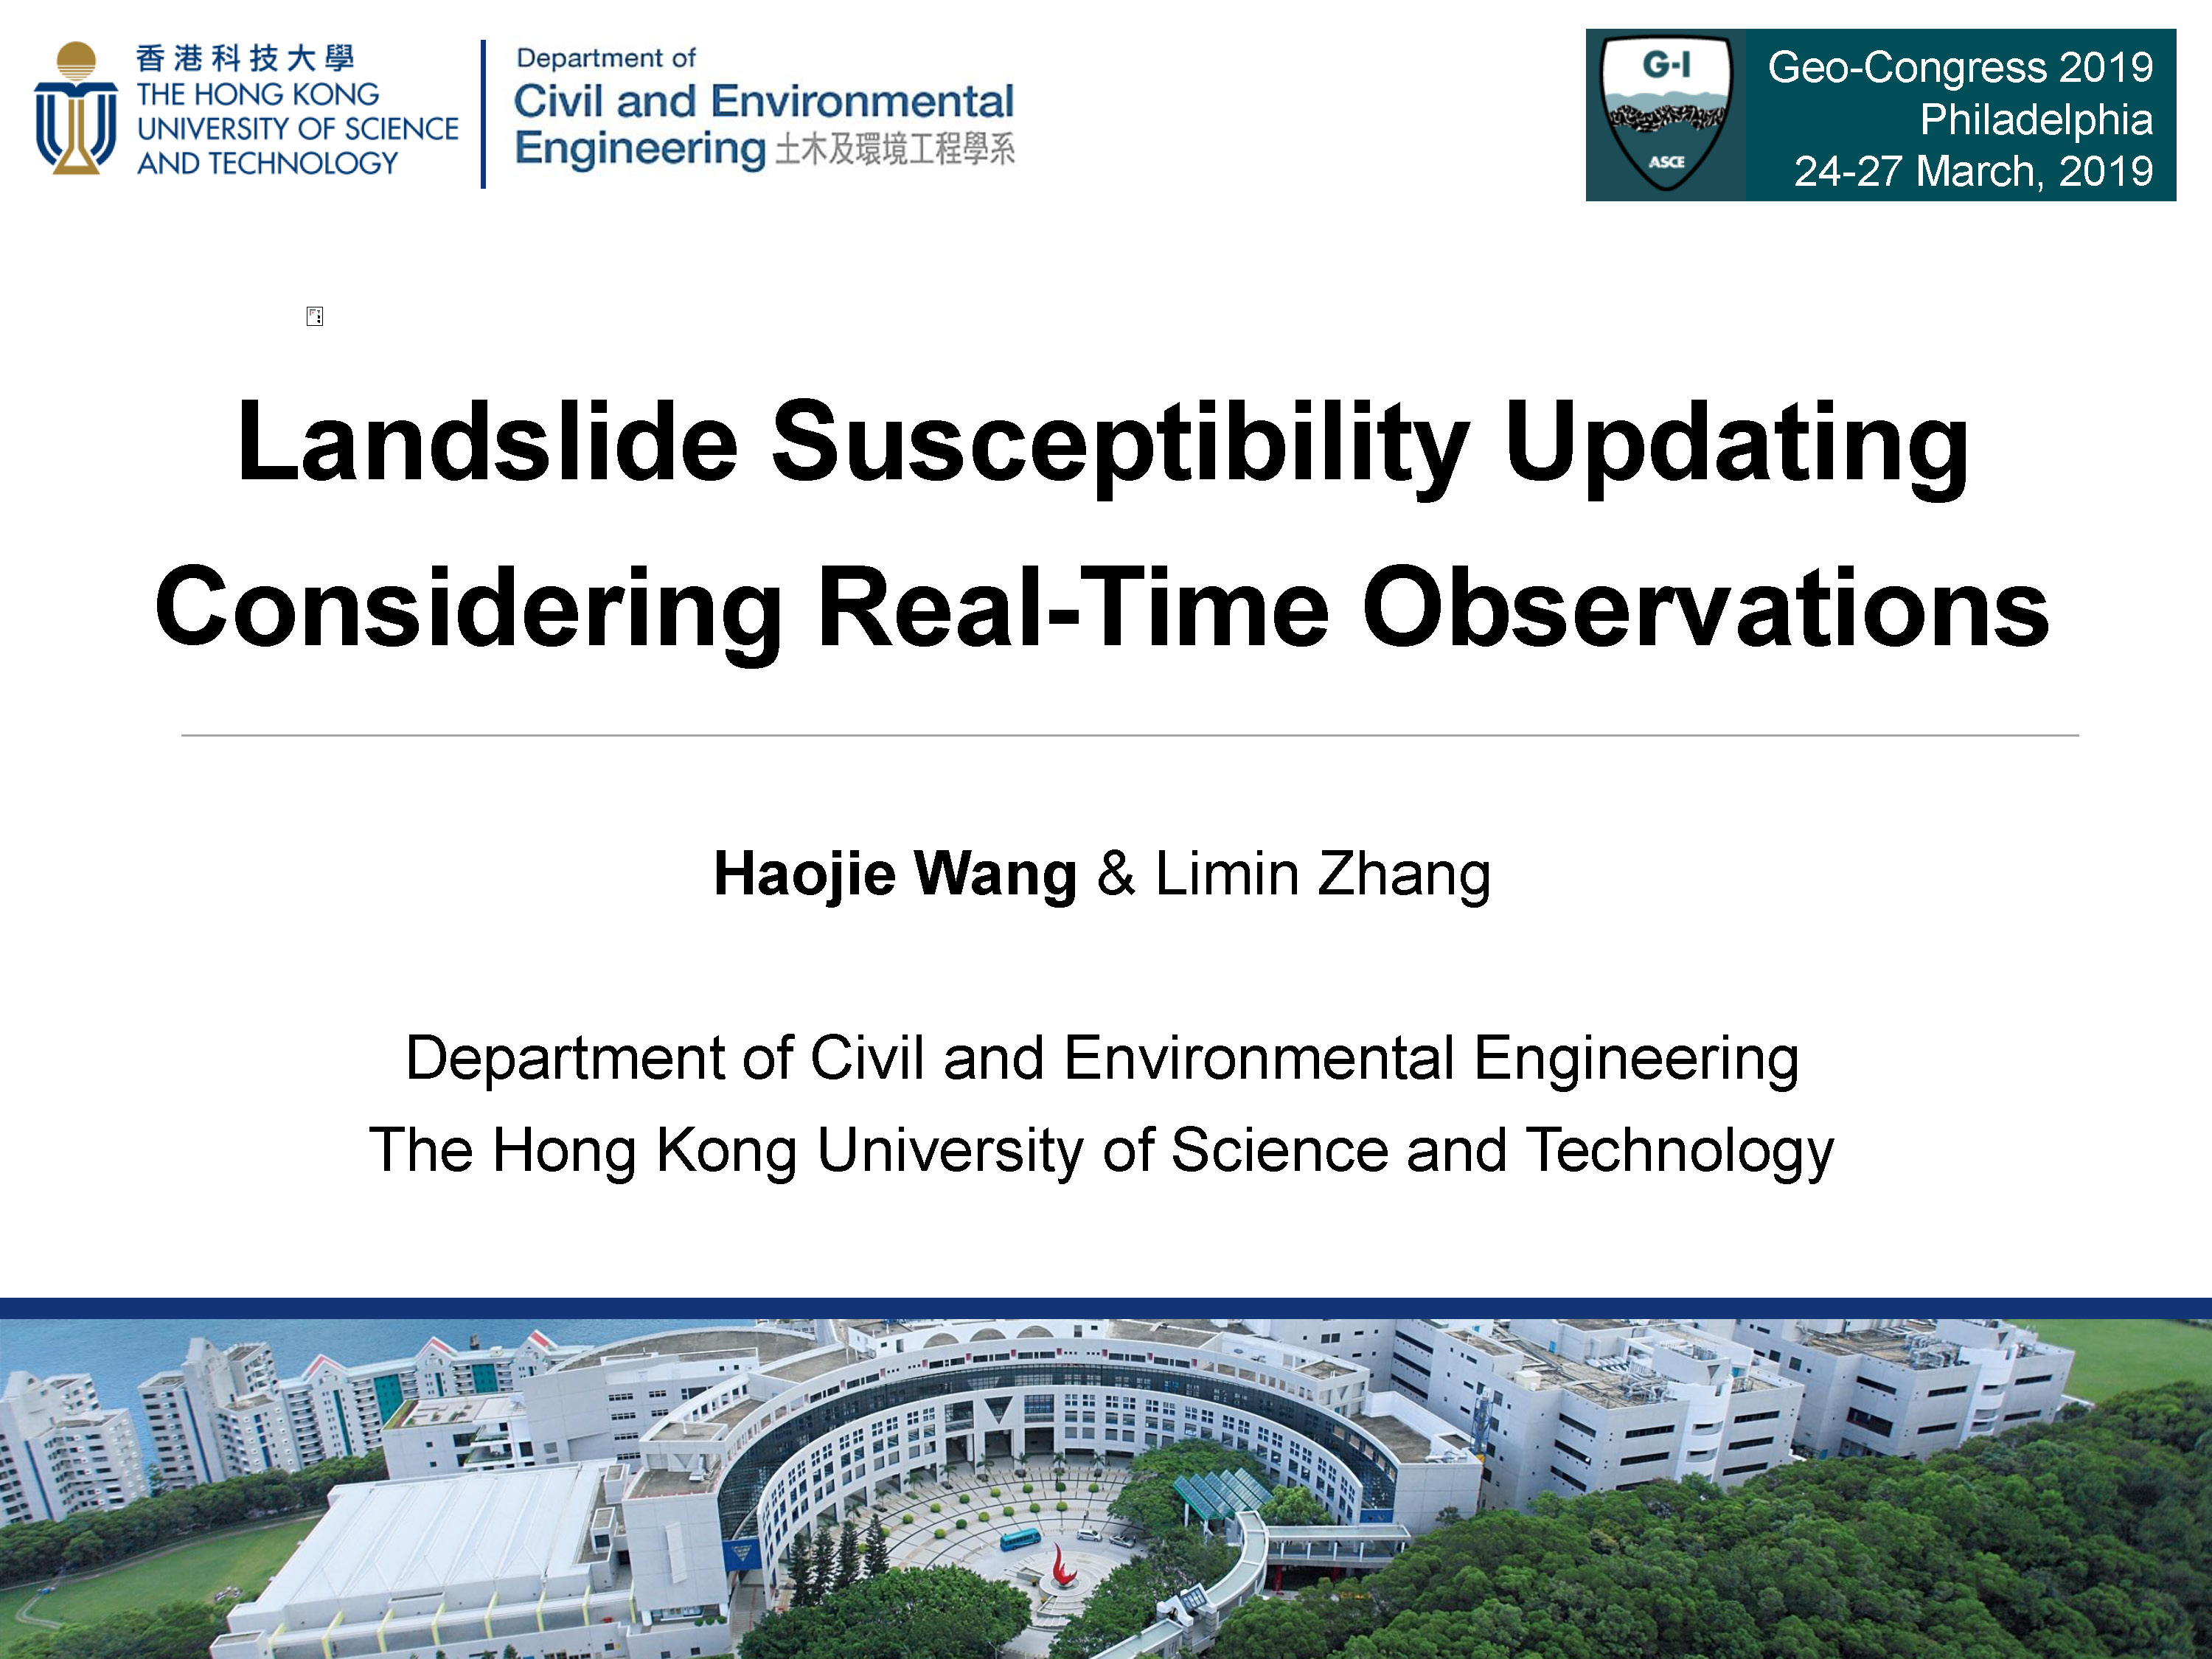 香港科技大學
THE HONG KONG
UNIVERSITY OF SCIENCE
AND TECHNOLOGY
Department of
Civil and Environmental
Engineering 土木及環境工程學系
G-I
ASCE
Geo-Congress 2019
Philadelphia
24-27 March, 2019
Landslide Susceptibility Updating
Considering Real-Time Observations
Haojie Wang & Limin Zhang
Department of Civil and Environmental Engineering
The Hong Kong University of Science and Technology